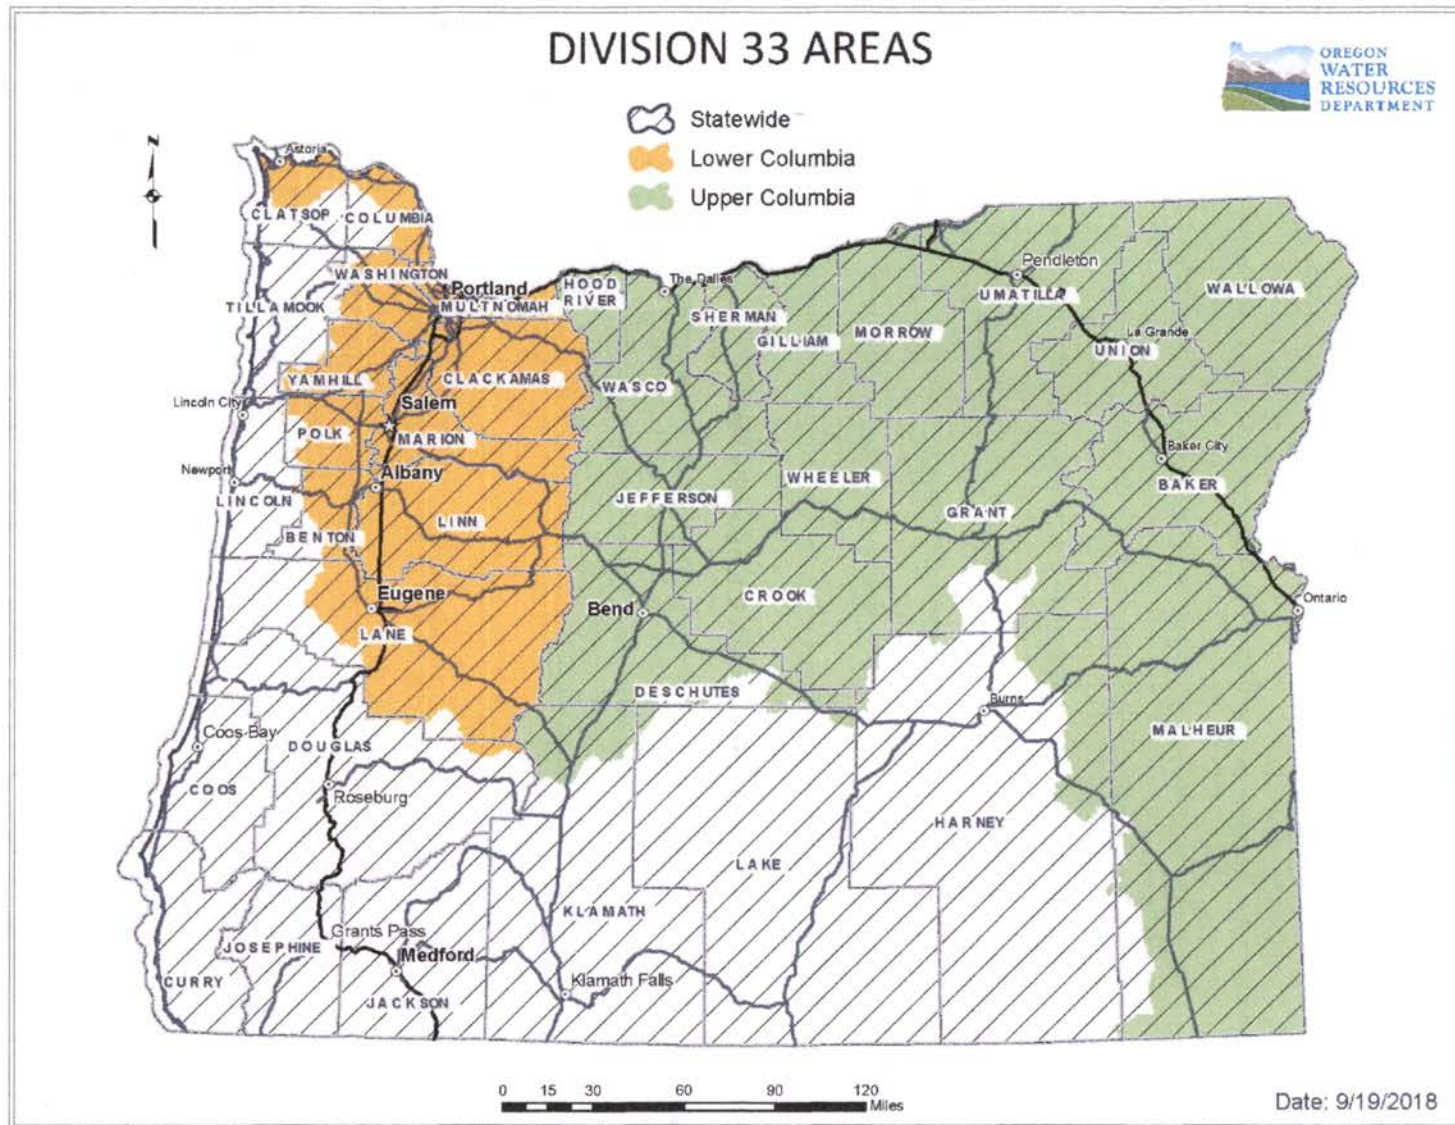 DIVISION 33 AREAS
OREGON
WATER
RESOURCES
DEPARTMENT
Statewide
Lower Columbia
Upper Columbia
N
Astoria
CLATSOP
COLUMBIA
WASHINGTON
Portland
MULTNOMAH
HOOD
RIVER
The Dalles
Pendleton
UMATILLA
WALLOWA
TILLAMOOK
SHERMAN
GILLIAM
MORROW
La Grande
UNION
YAMHILL
CLACKAMAS
WASCO
Lincoln City
Salem
POLK
MARION
Baker City
BAKER
Newport
Albany
LINCOLN
JEFFERSON
WHEELER
GRANT
LINN
BENTON
Eugene
Bend
CROOK
Ontario
LANE
DESCHUTES
Burns
MALHEUR
Coos Bay
DOUGLAS
COOS
Roseburg
HARNEY
LAKE
KLAMATH
Grants Pass
JOSEPHINE
Medford
CURRY
Klamath Falls
JACKSON
0 15 30 60 90 120
Miles
Date: 9/19/2018